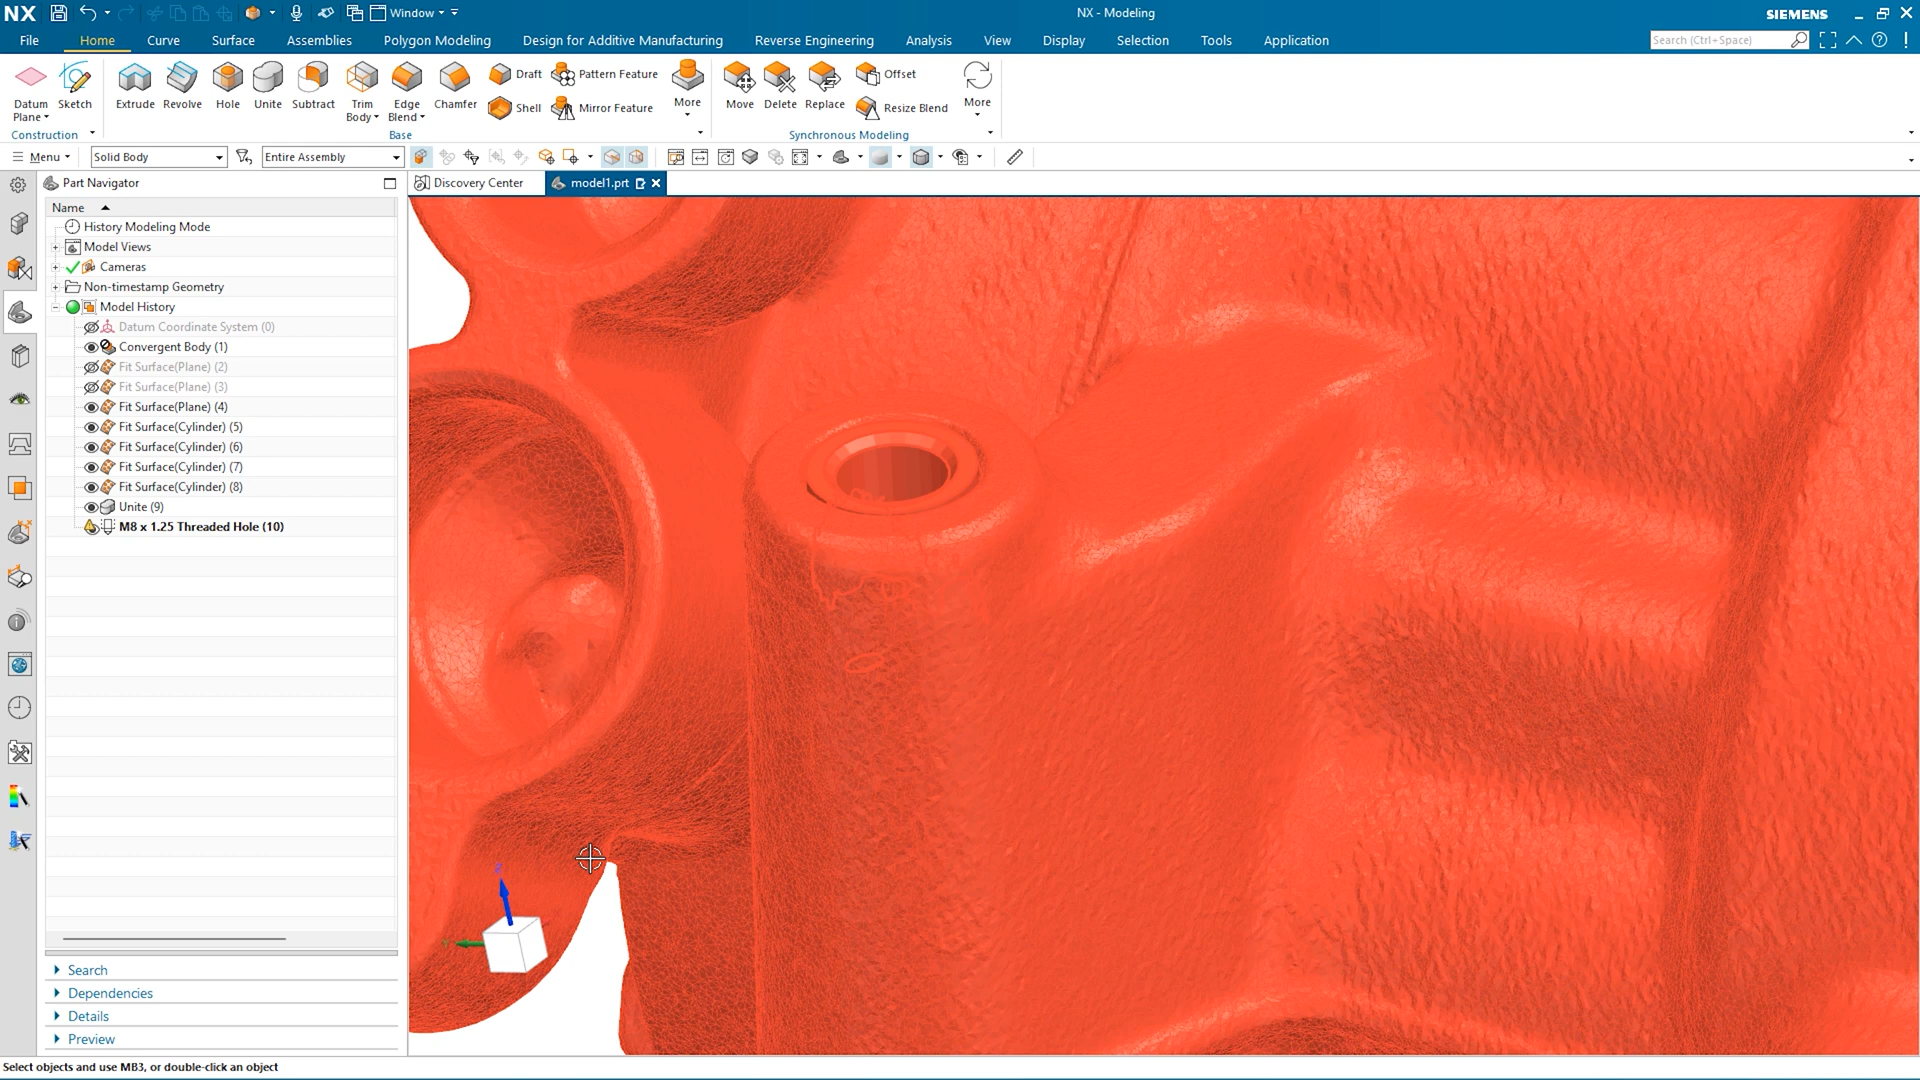 NX Window NX - Modeling SIEMENS
File Home Curve Surface Assemblies Polygon Modeling Design for Additive Manufacturing Reverse Engineering Analysis View Display Selection Tools Application Search (Ctrl+Space)
Datum Plane Sketch Extrude Revolve Hole Unite Subtract Trim Body Edge Blend Chamfer Draft Pattern Feature More Move Delete Replace Offset More
Shell Mirror Feature Resize Blend
Construction Base Synchronous Modeling
Menu Solid Body Entire Assembly
Part Navigator Discovery Center model1.prt
Name
History Modeling Mode
Model Views
Cameras
Non-timestamp Geometry
Model History
Datum Coordinate System (0)
Convergent Body (1)
Fit Surface(Plane) (2)
Fit Surface(Plane) (3)
Fit Surface(Plane) (4)
Fit Surface(Cylinder) (5)
Fit Surface(Cylinder) (6)
Fit Surface(Cylinder) (7)
Fit Surface(Cylinder) (8)
Unite (9)
M8 x 1.25 Threaded Hole (10)
Search
Dependencies
Details
Preview
Select objects and use MB3, or double-click an object